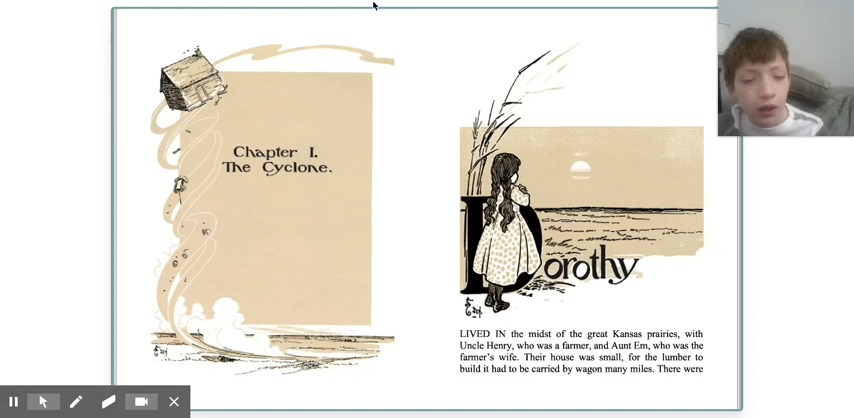 Chapter I.
The Cyclone.
Dorothy
LIVED IN the midst of the great Kansas prairies, with
Uncle Henry, who was a farmer, and Aunt Em, who was the
farmer's wife. Their house was small, for the lumber to
build it had to be carried by wagon many miles. There were